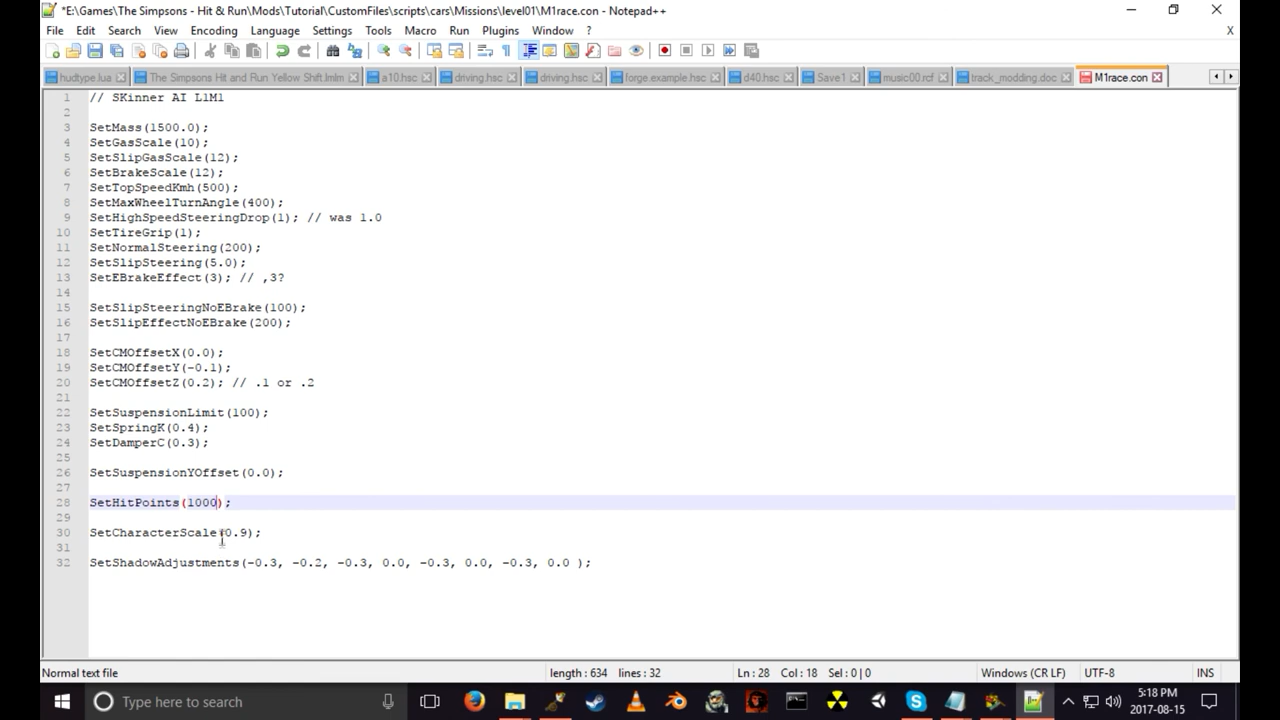 *E:\Games\The Simpsons - Hit & Run\Mods\Tutorial\CustomFiles\scripts\cars\Missions\level01\M1race.con - Notepad++
File Edit Search View Encoding Language Settings Tools Macro Run Plugins Window ? X
hudtype.lua The Simpsons Hit and Run Yellow Shift.lmlm a10.hsc driving.hsc driving.hsc forge.example.hsc d40.hsc Save1 music00.rcf track_modding.doc M1race.con
1 // SKinner AI L1M1
2
3 SetMass(1500.0);
4 SetGasScale(10);
5 SetSlipGasScale(12);
6 SetBrakeScale(12);
7 SetTopSpeedKmh(500);
8 SetMaxWheelTurnAngle(400);
9 SetHighSpeedSteeringDrop(1); // was 1.0
10 SetTireGrip(1);
11 SetNormalSteering(200);
12 SetSlipSteering(5.0);
13 SetEBrakeEffect(3); // ,3?
14
15 SetSlipSteeringNoEBrake(100);
16 SetSlipEffectNoEBrake(200);
17
18 SetCMOffsetX(0.0);
19 SetCMOffsetY(-0.1);
20 SetCMOffsetZ(0.2); // .1 or .2
21
22 SetSuspensionLimit(100);
23 SetSpringK(0.4);
24 SetDamperC(0.3);
25
26 SetSuspensionYOffset(0.0);
27
28 SetHitPoints(1000);
29
30 SetCharacterScale(0.9);
31
32 SetShadowAdjustments(-0.3, -0.2, -0.3, 0.0, -0.3, 0.0, -0.3, 0.0 );
Normal text file length : 634 lines : 32 Ln : 28 Col : 18 Sel : 0 | 0 Windows (CR LF) UTF-8 INS
Type here to search
5:18 PM
2017-08-15